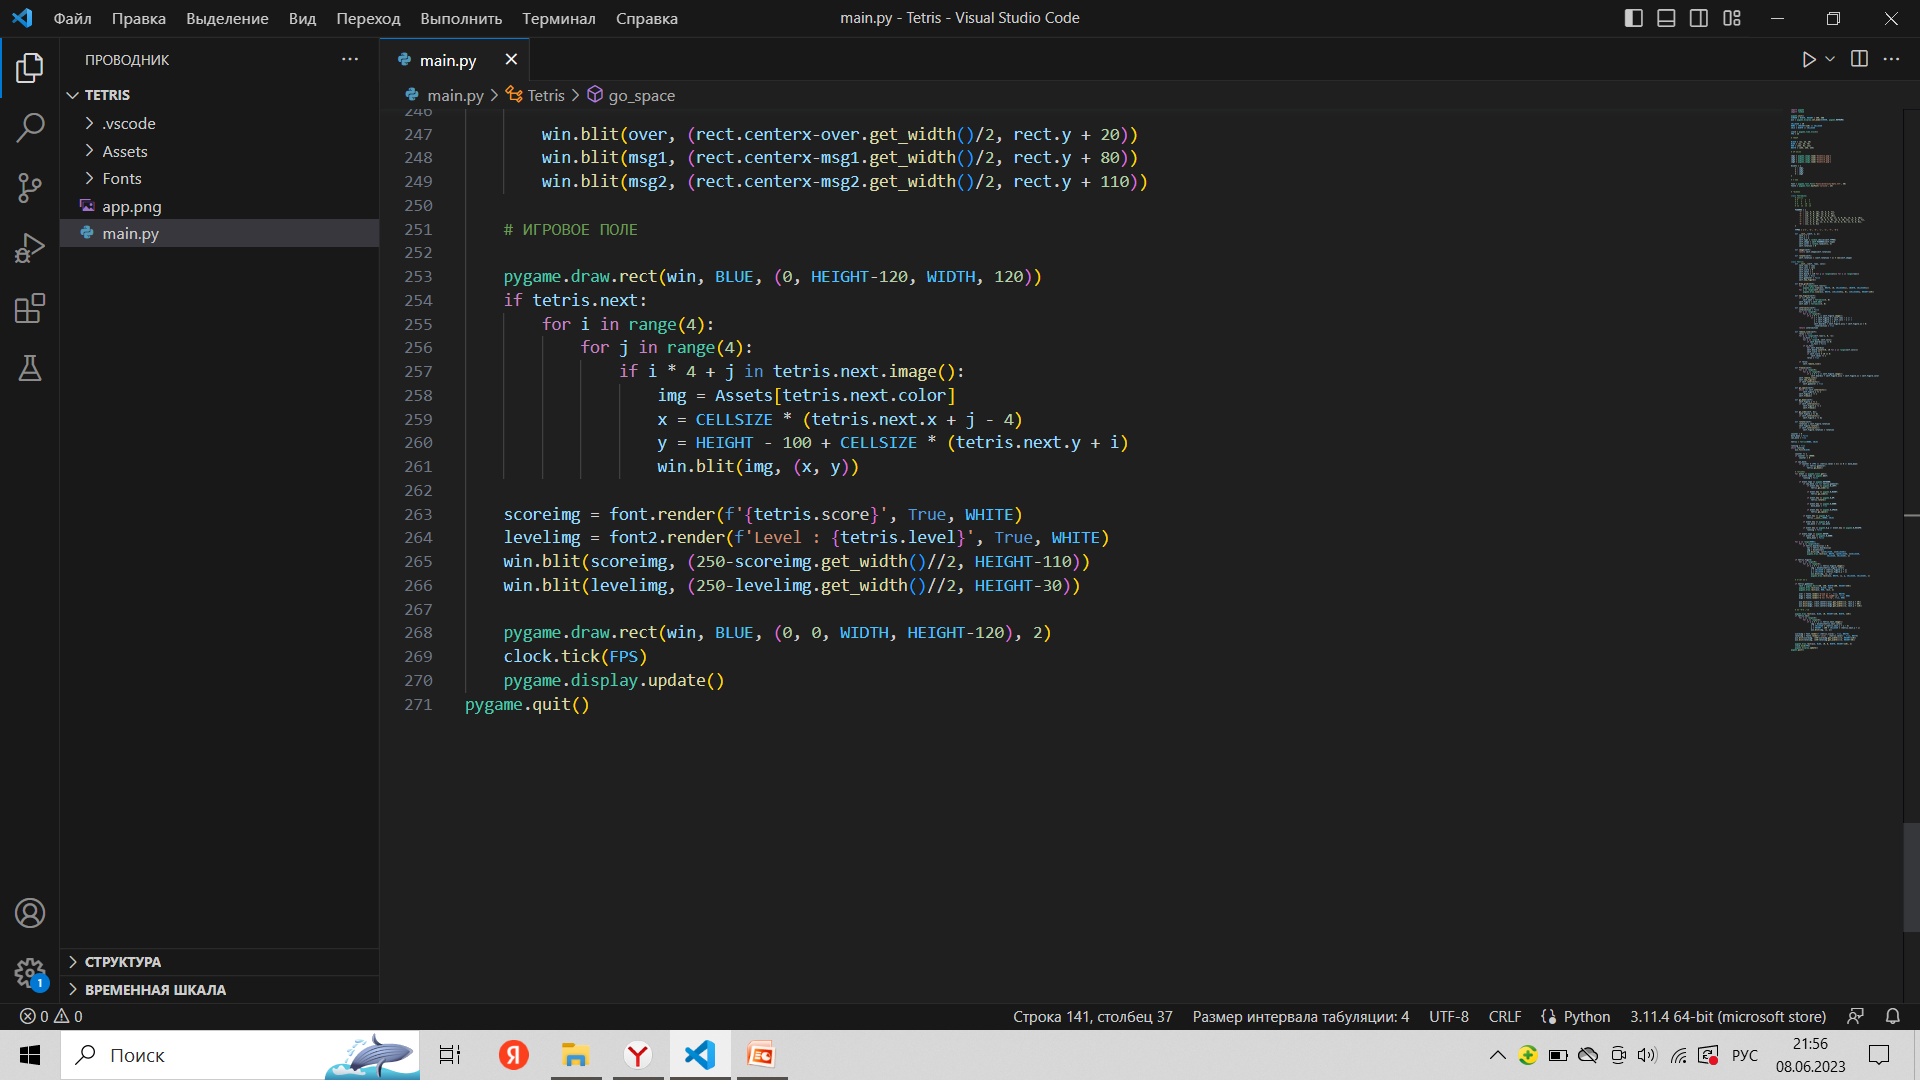 Файл Правка Выделение Вид Переход Выполнить Терминал Справка main.py - Tetris - Visual Studio Code
ПРОВОДНИК
main.py
TETRIS
main.py > Tetris > go_space
.vscode
Assets
Fonts
app.png
main.py
246
247 win.blit(over, (rect.centerx-over.get_width()/2, rect.y + 20))
248 win.blit(msg1, (rect.centerx-msg1.get_width()/2, rect.y + 80))
249 win.blit(msg2, (rect.centerx-msg2.get_width()/2, rect.y + 110))
250
251 # ИГРОВОЕ ПОЛЕ
252
253 pygame.draw.rect(win, BLUE, (0, HEIGHT-120, WIDTH, 120))
254 if tetris.next:
255 for i in range(4):
256 for j in range(4):
257 if i * 4 + j in tetris.next.image():
258 img = Assets[tetris.next.color]
259 x = CELLSIZE * (tetris.next.x + j - 4)
260 y = HEIGHT - 100 + CELLSIZE * (tetris.next.y + i)
261 win.blit(img, (x, y))
262
263 scoreimg = font.render(f'{tetris.score}', True, WHITE)
264 levelimg = font2.render(f'Level : {tetris.level}', True, WHITE)
265 win.blit(scoreimg, (250-scoreimg.get_width()//2, HEIGHT-110))
266 win.blit(levelimg, (250-levelimg.get_width()//2, HEIGHT-30))
267
268 pygame.draw.rect(win, BLUE, (0, 0, WIDTH, HEIGHT-120), 2)
269 clock.tick(FPS)
270 pygame.display.update()
271 pygame.quit()
СТРУКТУРА
1
ВРЕМЕННАЯ ШКАЛА
0 0 Строка 141, столбец 37 Размер интервала табуляции: 4 UTF-8 CRLF Python 3.11.4 64-bit (microsoft store)
Поиск
Я
Y
РУС
21:56
08.06.2023